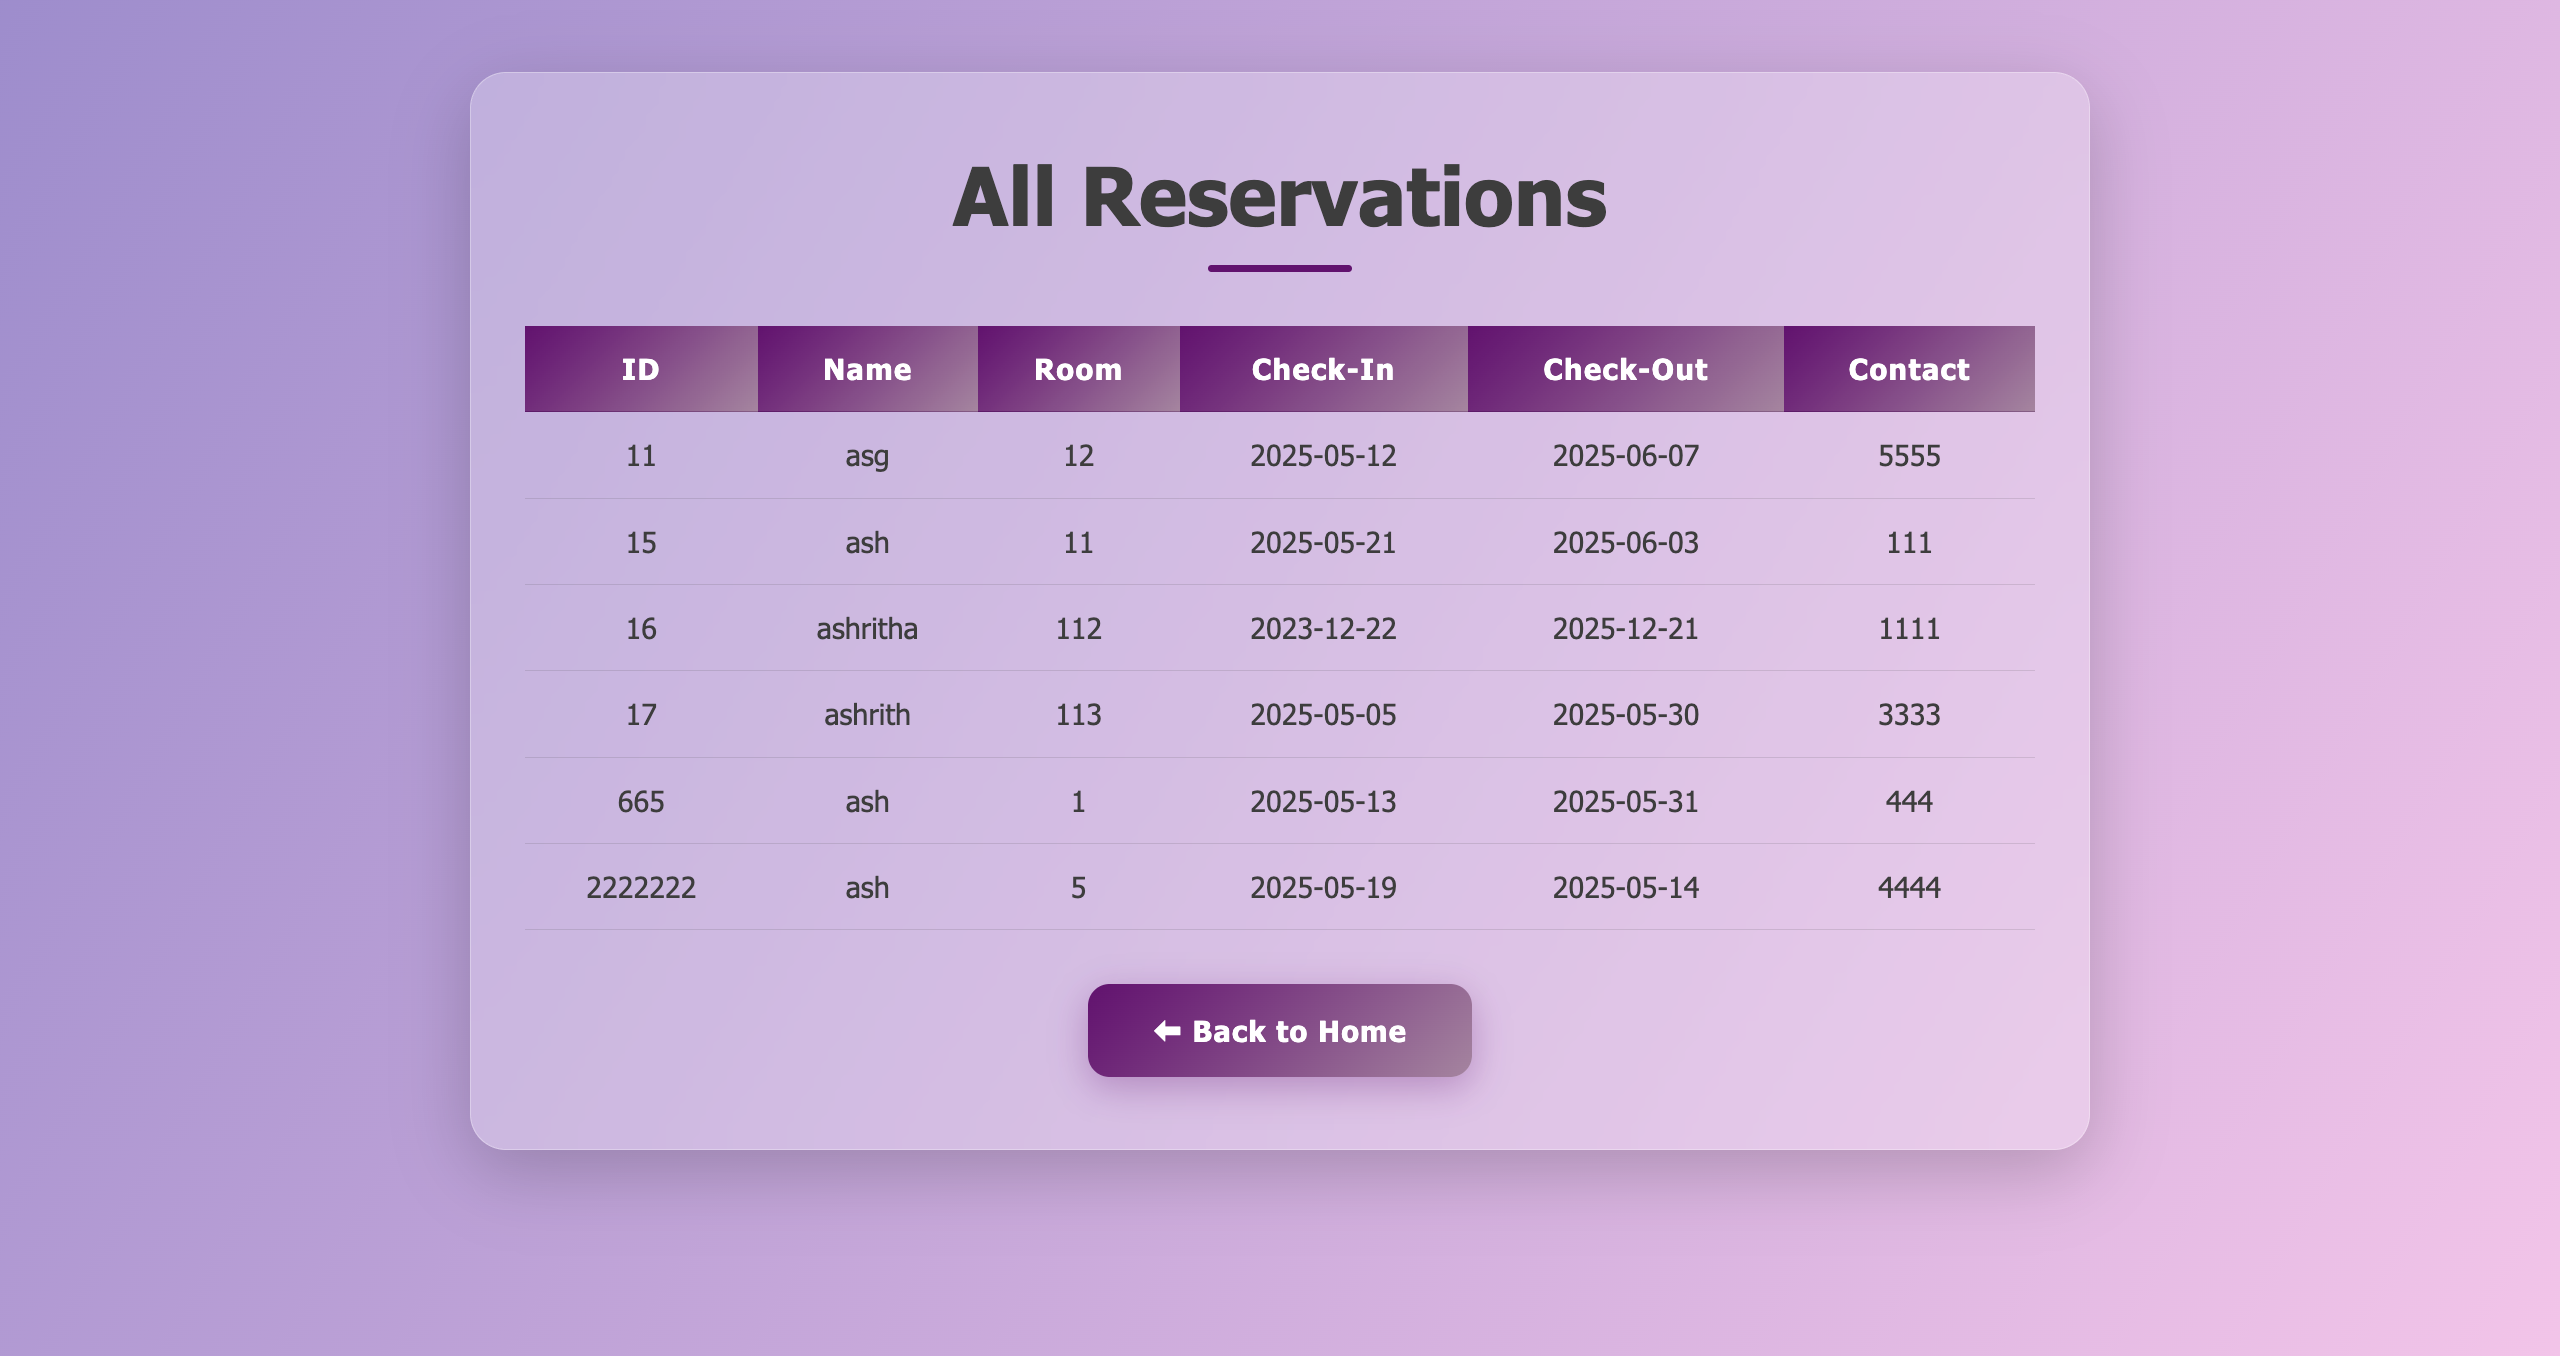 All Reservations
ID Name Room Check-In Check-Out Contact
11 asg 12 2025-05-12 2025-06-07 5555
15 ash 11 2025-05-21 2025-06-03 111
16 ashritha 112 2023-12-22 2025-12-21 1111
17 ashrith 113 2025-05-05 2025-05-30 3333
665 ash 1 2025-05-13 2025-05-31 444
2222222 ash 5 2025-05-19 2025-05-14 4444
⬅ Back to Home